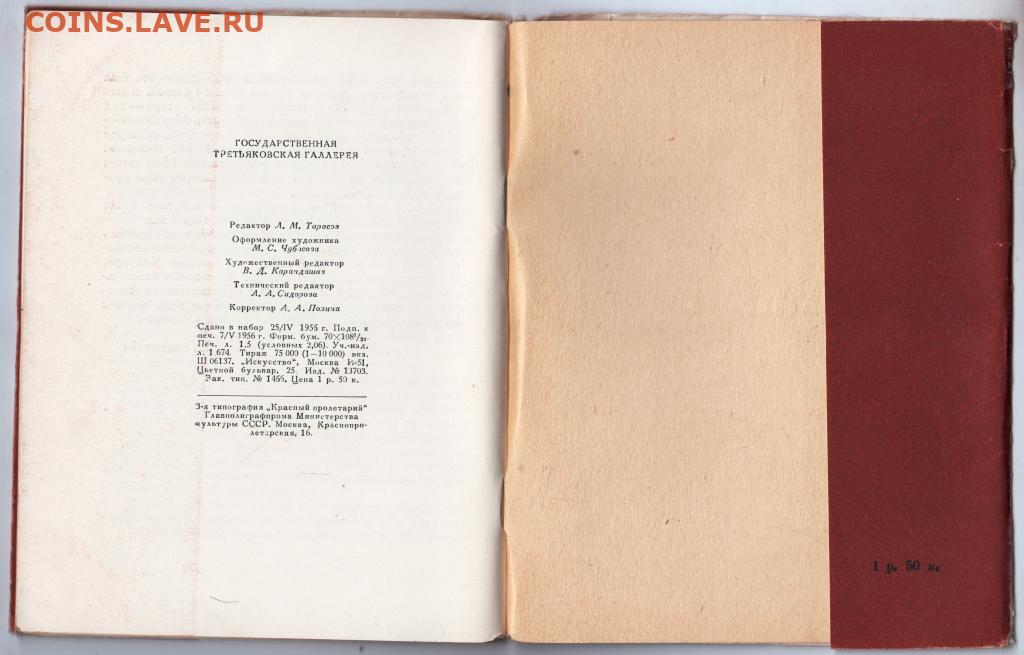 COINS.LAVE.RU
ГОСУДАРСТВЕННАЯ
ТРЕТЬЯКОВСКАЯ ГАЛЛЕРЕЯ
Редактор А. М. Тарасов
Оформление художника
М. С. Чубасова
Художественный редактор
В. Д. Карандашов
Технический редактор
А. А. Сидорова
Корректор А. А. Позина
Сдано в набор 25/IV 1956 г. Подп. к
печ. 7/V 1956 г. Форм. бум. 70×108¹/₃₂.
Печ. л. 1,5 (условных 2,06). Уч.-изд.
л. 1 674. Тираж 75 000 (1—10 000) экз.
Ш 06137. „Искусство“, Москва И-51,
Цветной бульвар, 25. Изд. № 13703.
Зак. тип. № 1466. Цена 1 р. 50 к.
3-я типография „Красный пролетарий“
Главполиграфпрома Министерства
культуры СССР. Москва, Краснопро-
летарская, 16.
1 р. 50 к.